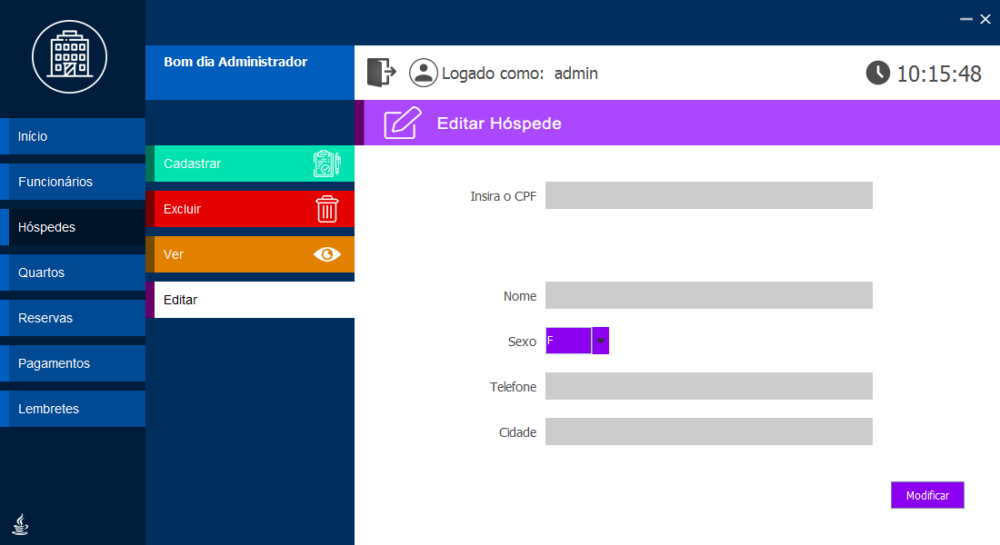 Bom dia Administrador
Logado como: admin
10:15:48
Editar Hóspede
Início
Funcionários
Hóspedes
Quartos
Reservas
Pagamentos
Lembretes
Cadastrar
Excluir
Ver
Editar
Insira o CPF
Nome
Sexo
F
Telefone
Cidade
Modificar